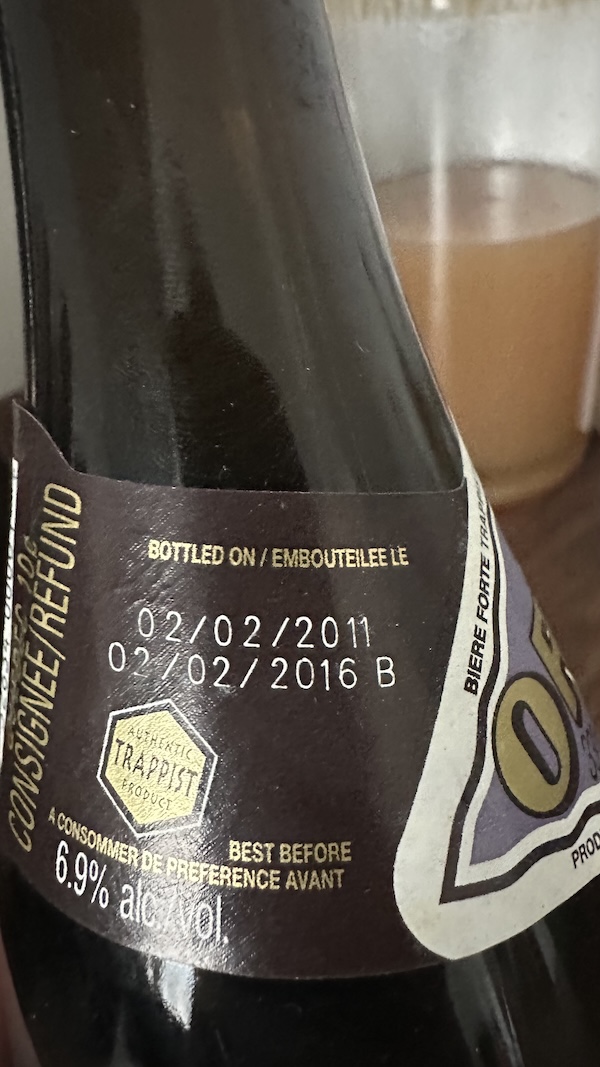 BOTTLED ON / EMBOUTEILEE LE
02/02/2011
02/02/2016 B
AUTHENTIC
TRAPPIST
PRODUCT
BEST BEFORE
A CONSOMMER DE PREFERENCE AVANT
6.9% alc./vol.
CONSIGNÉE/REFUND
BIERE FORTE